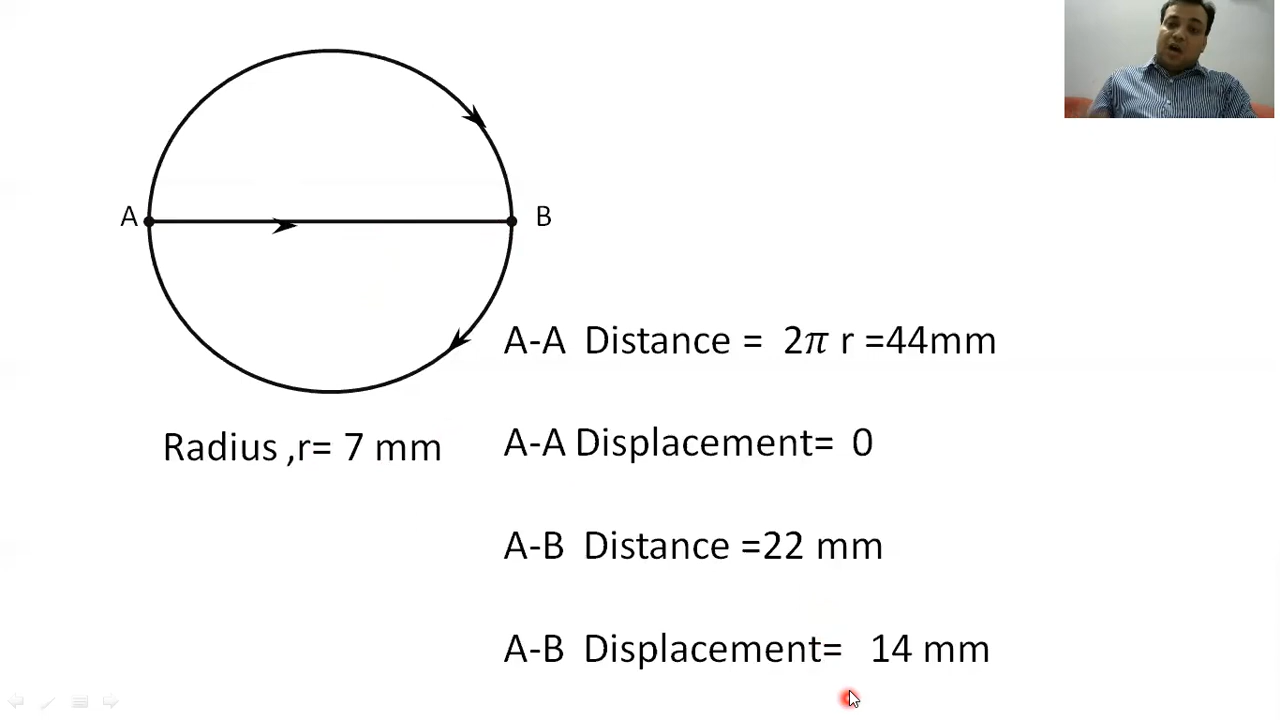 A
B
A-A Distance = 2𝜋 r =44mm
Radius ,r= 7 mm
A-A Displacement= 0
A-B Distance =22 mm
A-B Displacement= 14 mm